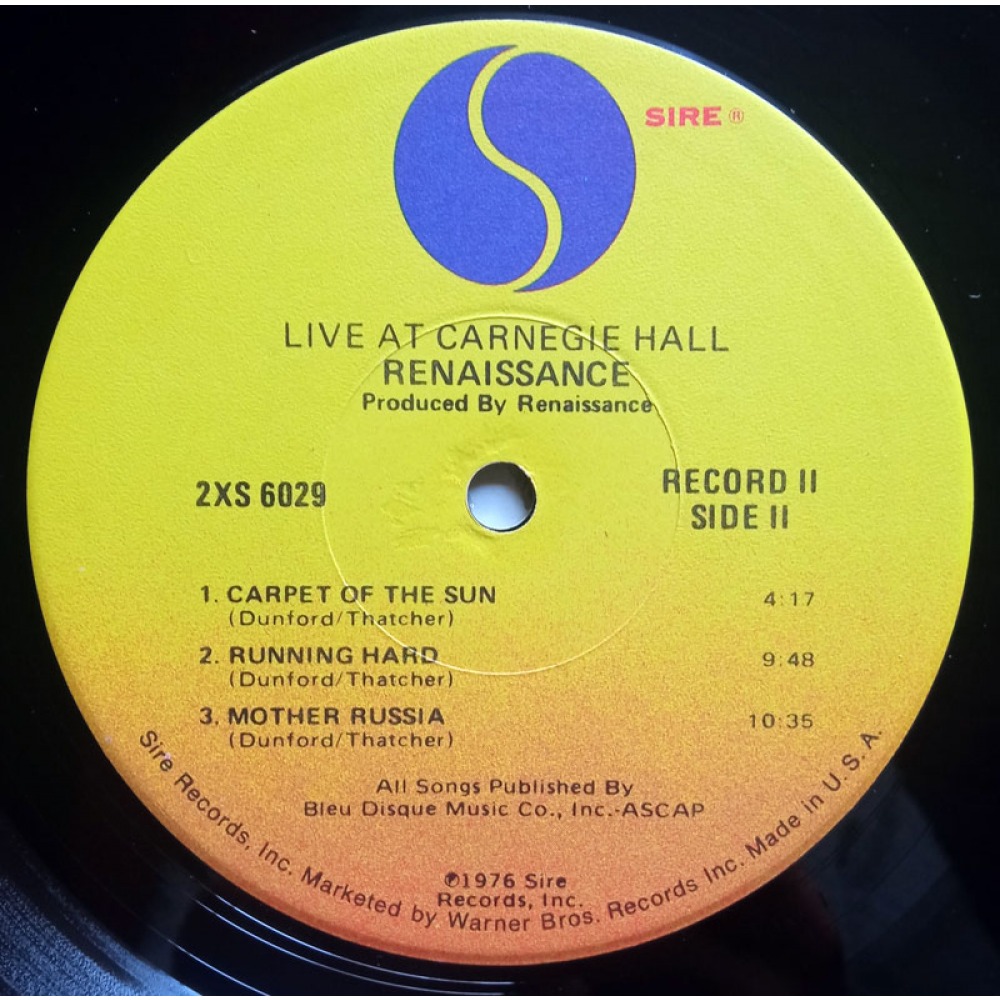 SIRE ®
LIVE AT CARNEGIE HALL
RENAISSANCE
Produced By Renaissance
2XS 6029
RECORD II
SIDE II
1. CARPET OF THE SUN 4:17
(Dunford/Thatcher)
2. RUNNING HARD 9:48
(Dunford/Thatcher)
3. MOTHER RUSSIA 10:35
(Dunford/Thatcher)
All Songs Published By
Bleu Disque Music Co., Inc.-ASCAP
℗1976 Sire
Records, Inc.
Sire Records, Inc. Marketed by Warner Bros. Records Inc. Made in U.S.A.